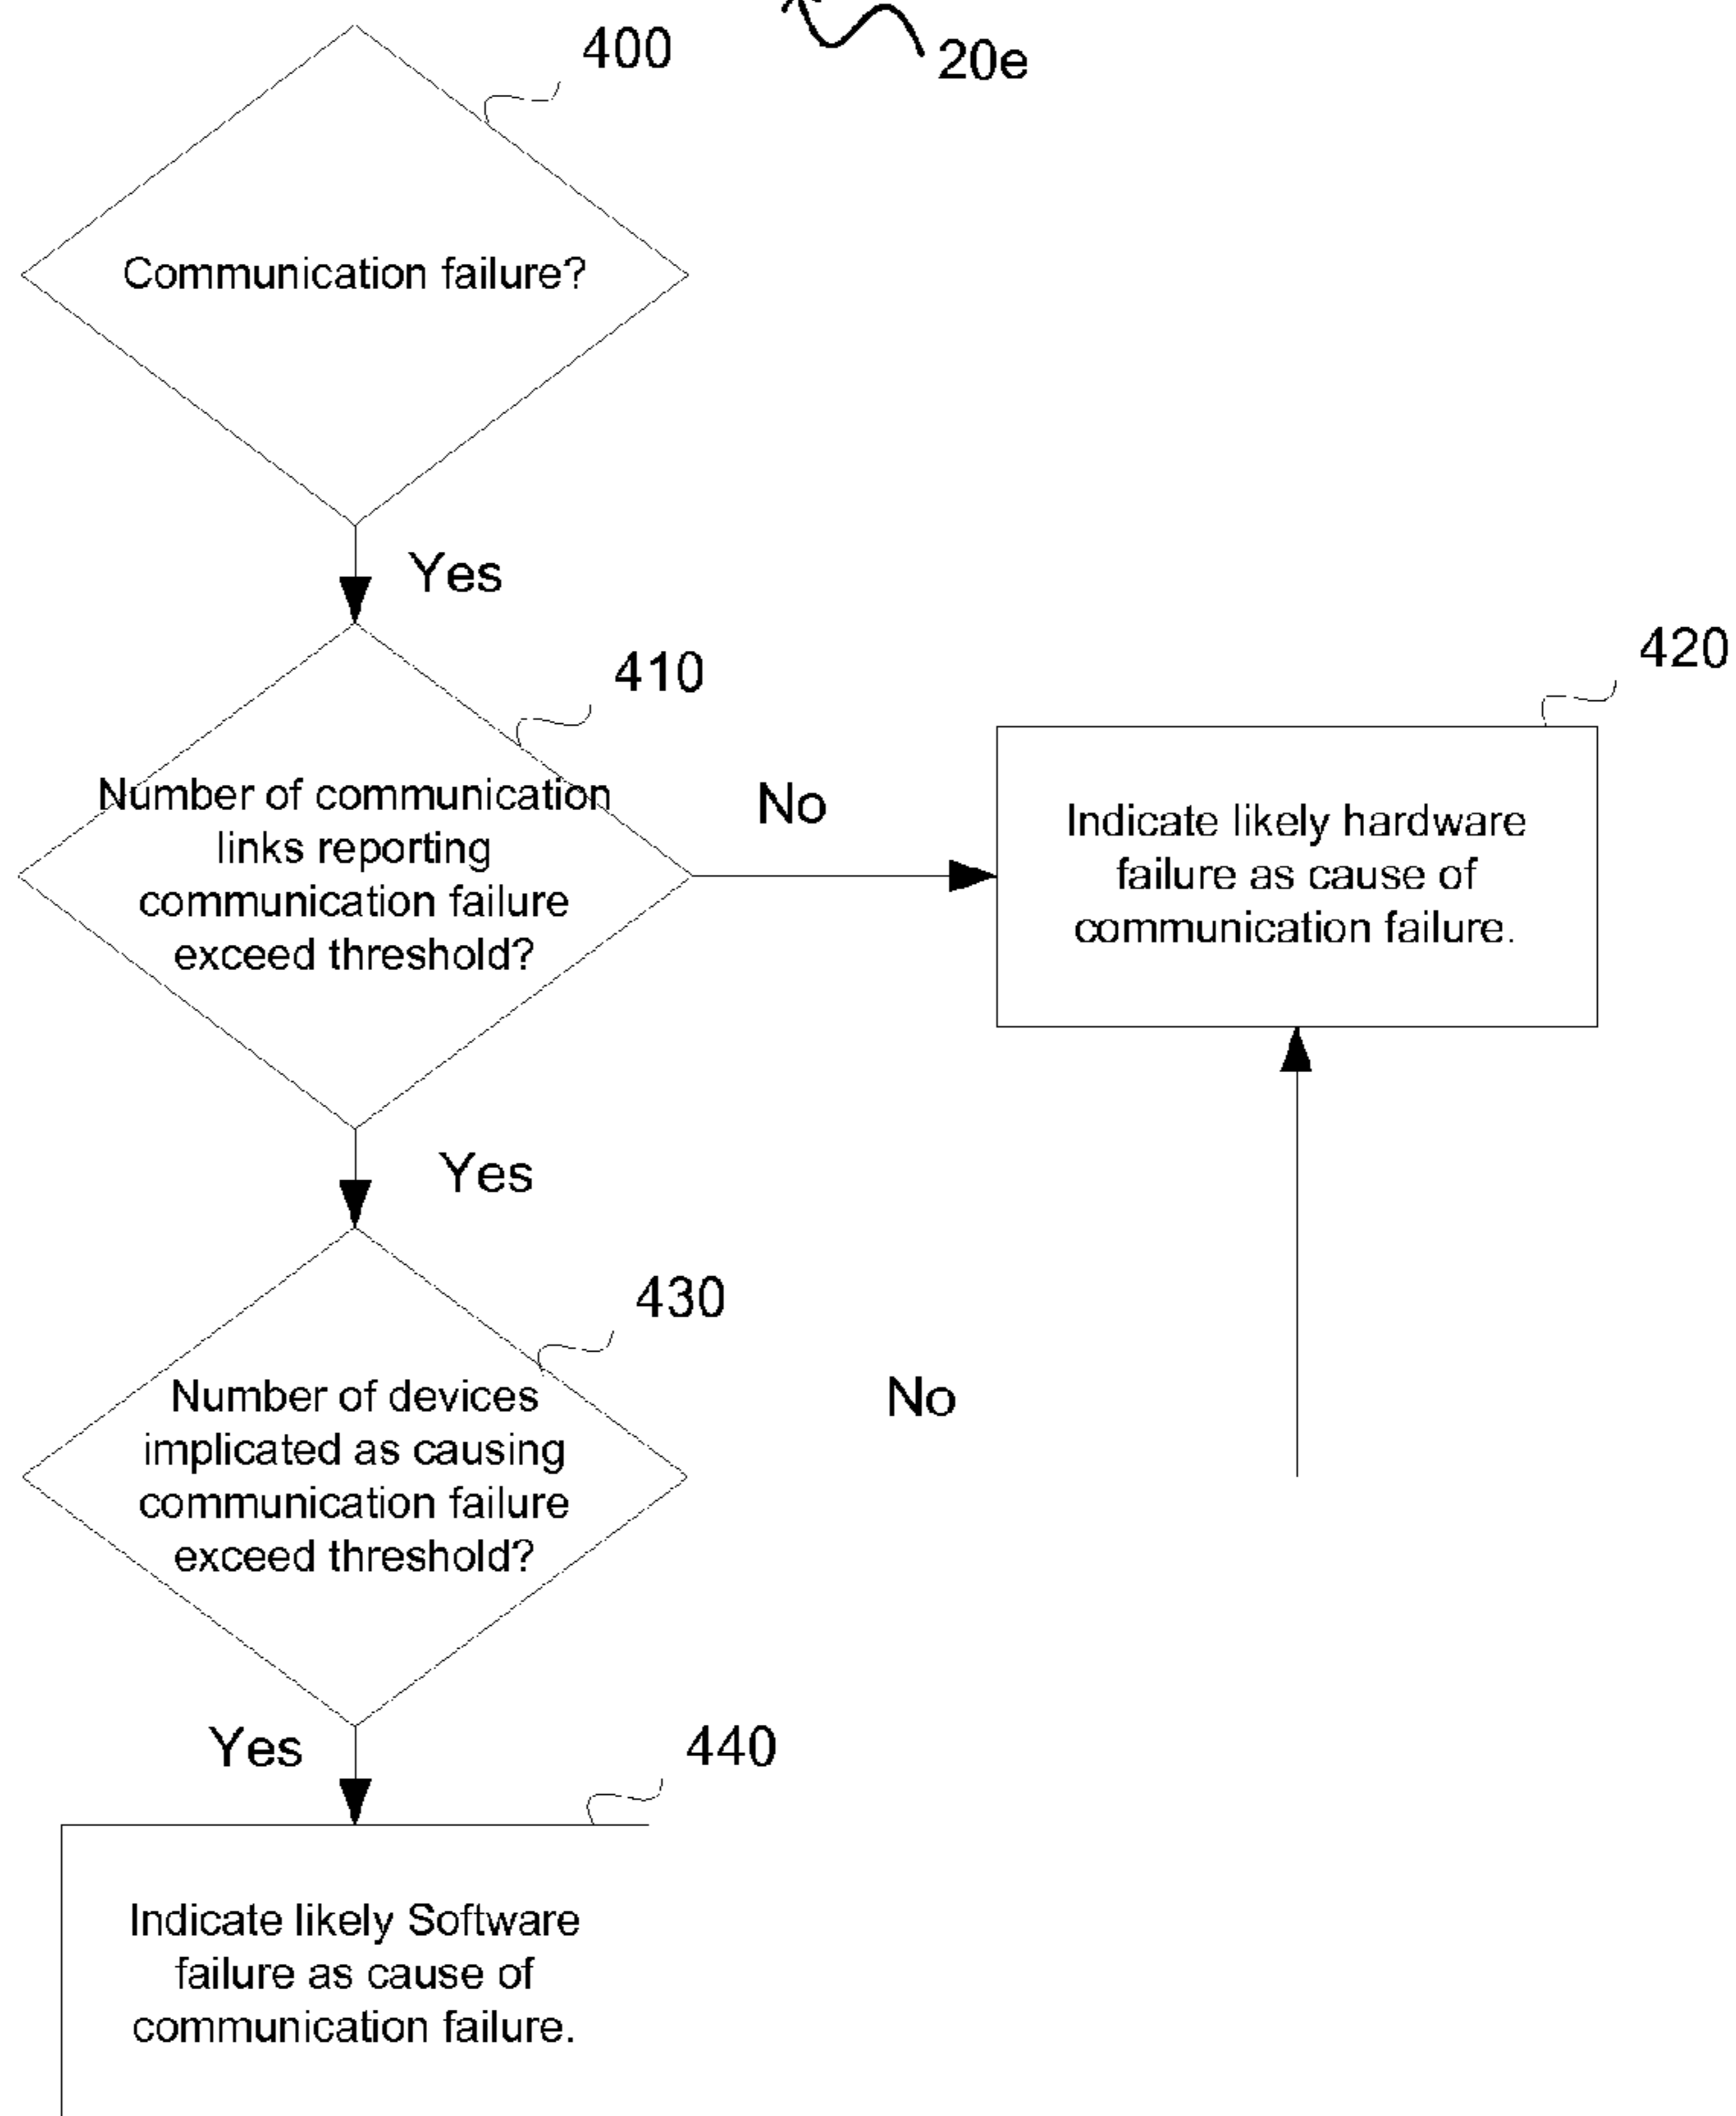 20e
400
Communication failure?
Yes
410
Number of communication
links reporting
communication failure
exceed threshold?
No
420
Indicate likely hardware
failure as cause of
communication failure.
Yes
430
Number of devices
implicated as causing
communication failure
exceed threshold?
No
Yes
440
Indicate likely Software
failure as cause of
communication failure.